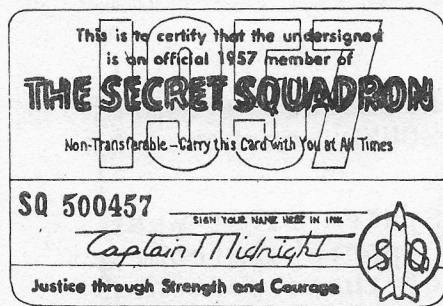 1957
This is to certify that the undersigned
is an official 1957 member of
THE SECRET SQUADRON
Non-Transferable – Carry this Card with You at All Times
SQ 500457
SIGN YOUR NAME HERE IN INK
Captain Midnight
SQ
Justice through Strength and Courage